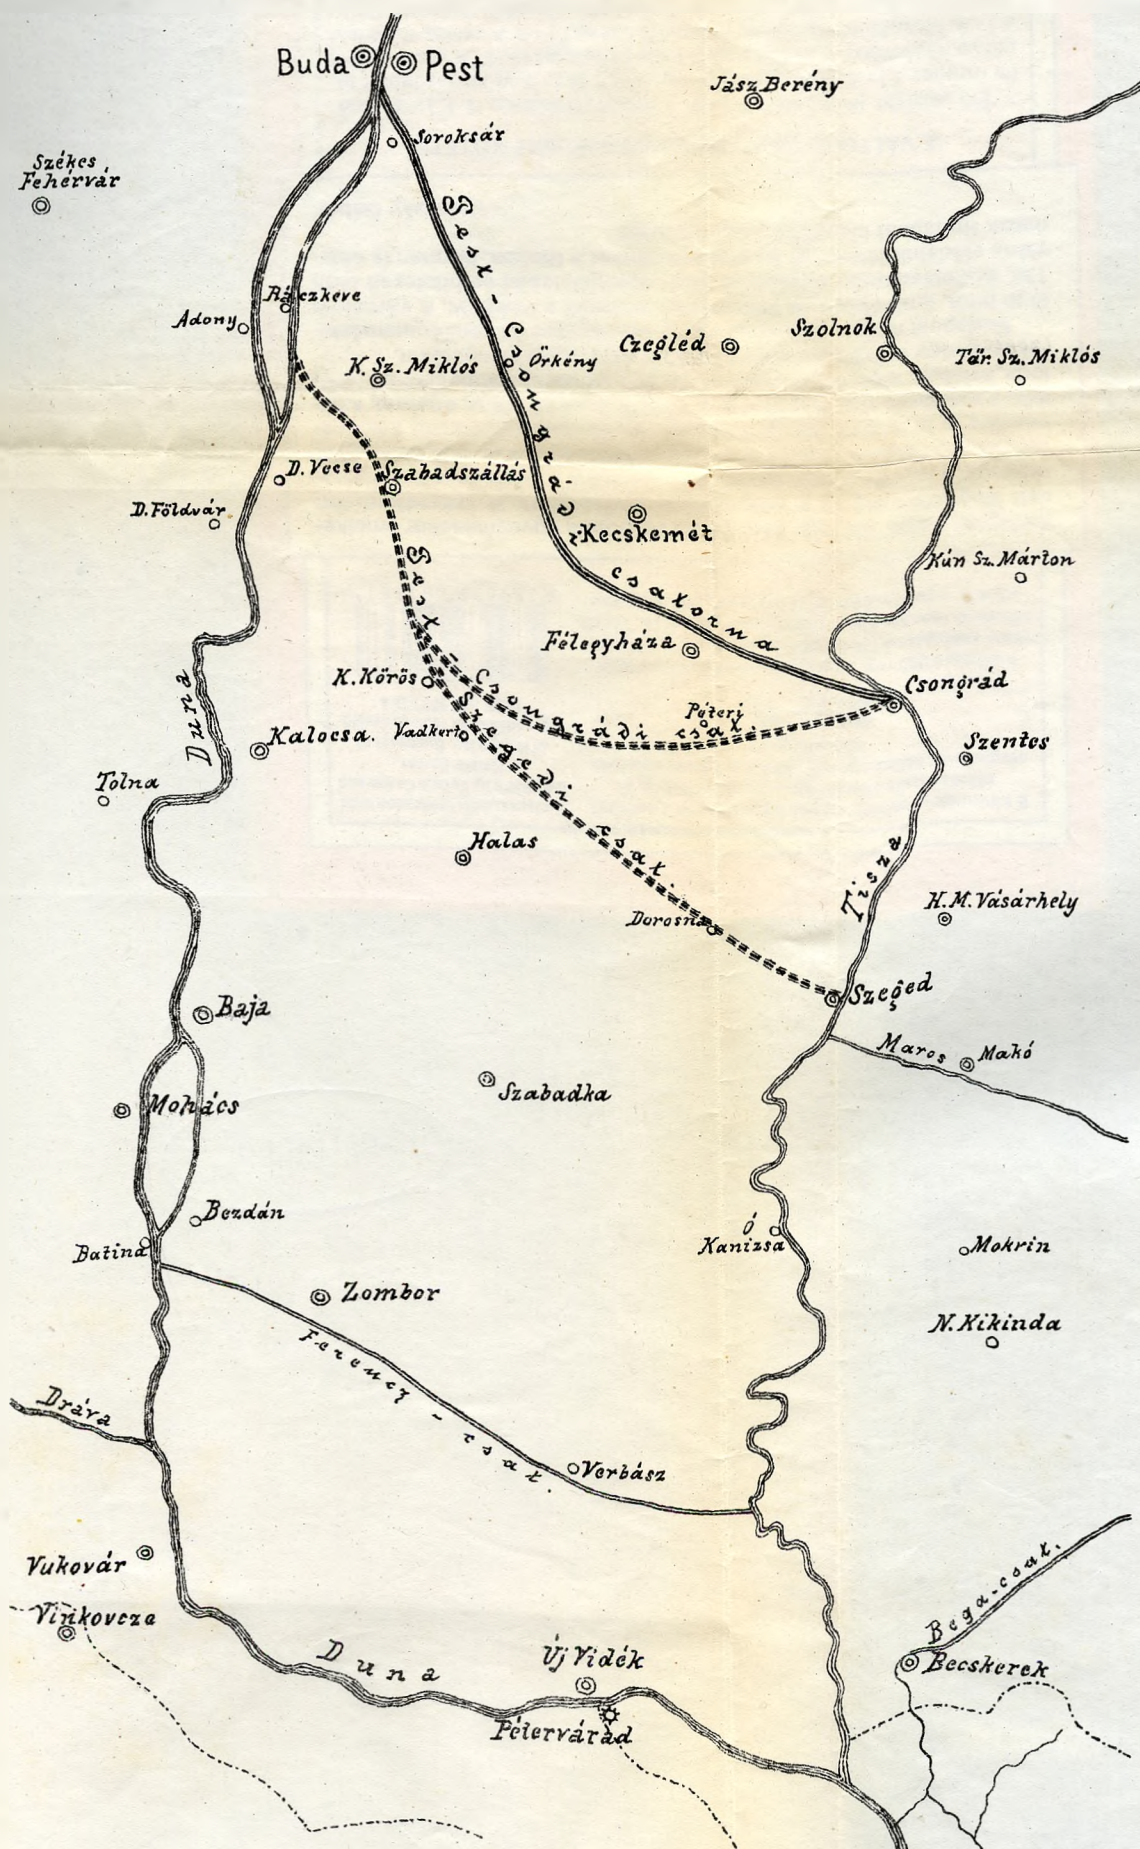 Buda
Pest
Jász Berény
Soroksár
Székes
Fehérvár
Pest - Csongrádi
csatorna
Ráczkeve
Adony
Örkény
Czegléd
Szolnok
Tör. Sz. Miklós
K. Sz. Miklós
D. Vecse
Szabadszállás
D. Földvár
Kecskemét
Kún Sz. Márton
Pest - Csongrádi csat.
Félegyháza
K. Kőrös
Csongrád
Duna
Szegedi csat.
Péteri
Kalocsa.
Vadkert
Szentes
Tolna
Halas
Tisza
H. M. Vásárhely
Dorosna
Szeged
Baja
Maros
Makó
Szabadka
Mohács
Bezdán
Batina
Ó
Kanizsa
Mokrin
Zombor
N. Kikinda
Ferencz - csat.
Dráva
Verbász
Vukovár
Vinkovcza
Bega-csat.
Becskerek
Duna
Új Vidék
Pétervárad